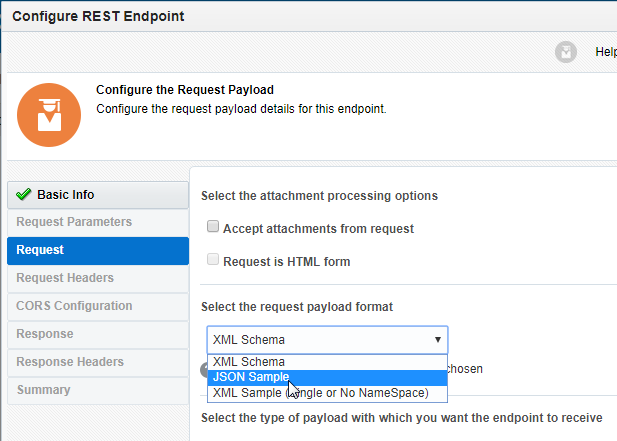 Configure REST Endpoint
Help
Configure the Request Payload
Configure the request payload details for this endpoint.
Basic Info
Request Parameters
Request
Request Headers
CORS Configuration
Response
Response Headers
Summary
Select the attachment processing options
Accept attachments from request
Request is HTML form
Select the request payload format
XML Schema
XML Schema
JSON Sample
XML Sample (Single or No NameSpace)
chosen
Select the type of payload with which you want the endpoint to receive